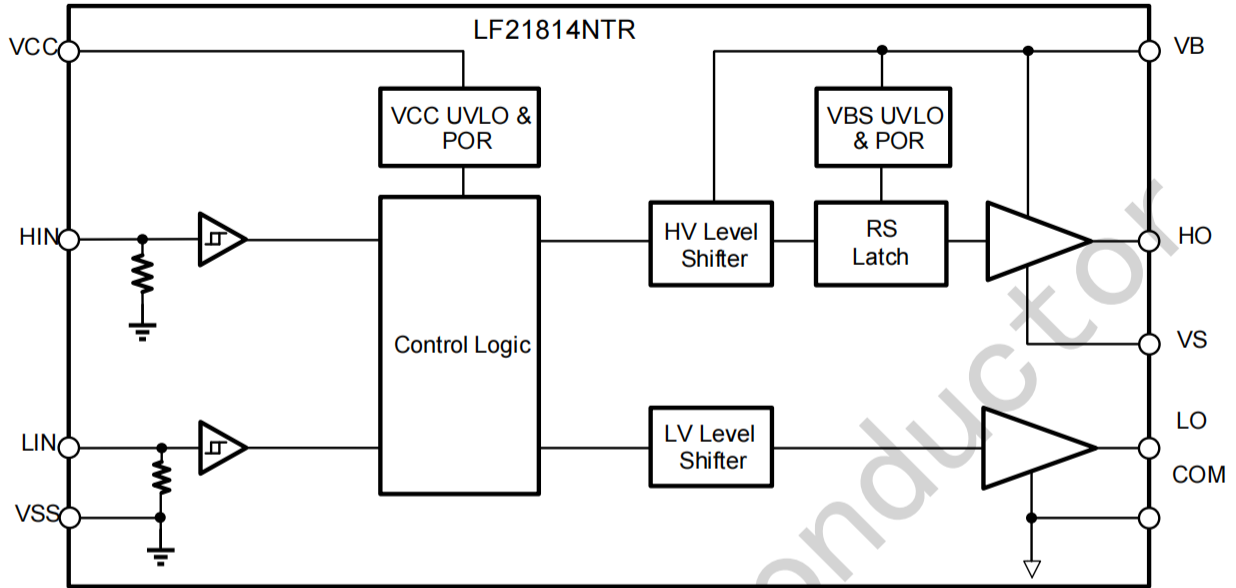 LF21814NTR
VCC
VB
VCC UVLO &
POR
VBS UVLO
& POR
HIN
HV Level
Shifter
RS
Latch
HO
Control Logic
VS
LIN
LV Level
Shifter
LO
COM
VSS
onductor